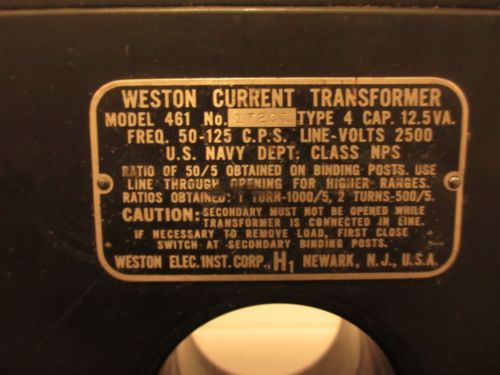 WESTON CURRENT TRANSFORMER
MODEL 461 No. 17205 TYPE 4 CAP. 12.5 VA.
FREQ. 50-125 C.P.S. LINE-VOLTS 2500
U.S. NAVY DEPT: CLASS NPS
RATIO OF 50/5 OBTAINED ON BINDING POSTS. USE
LINE THROUGH OPENING FOR HIGHER RANGES.
RATIOS OBTAINED: 1 TURN-1000/5, 2 TURNS-500/5.
CAUTION: SECONDARY MUST NOT BE OPENED WHILE
TRANSFORMER IS CONNECTED IN LINE.
IF NECESSARY TO REMOVE LOAD, FIRST CLOSE
SWITCH AT SECONDARY BINDING POSTS.
WESTON ELEC. INST. CORP., H1 NEWARK, N.J., U.S.A.